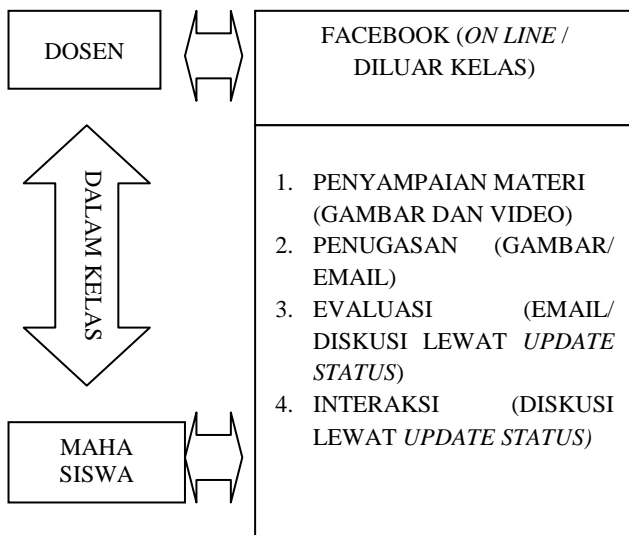 DOSEN
FACEBOOK (ON LINE /
DILUAR KELAS)
DALAM KELAS
1. PENYAMPAIAN MATERI
(GAMBAR DAN VIDEO)
2. PENUGASAN (GAMBAR/
EMAIL)
3. EVALUASI (EMAIL/
DISKUSI LEWAT UPDATE
STATUS)
4. INTERAKSI (DISKUSI
LEWAT UPDATE STATUS)
MAHA
SISWA